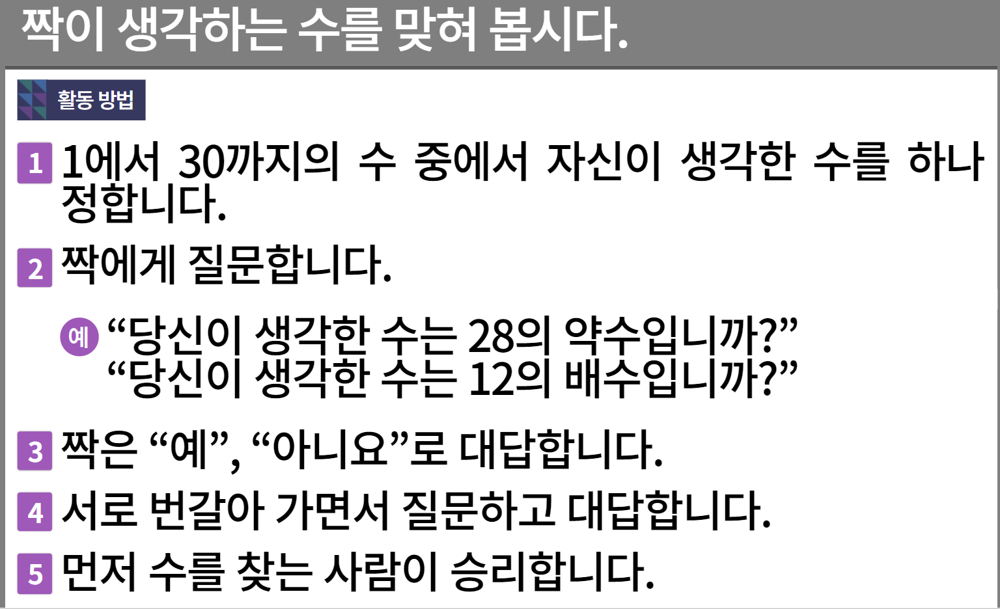 짝이 생각하는 수를 맞혀 봅시다.
활동 방법
1 1에서 30까지의 수 중에서 자신이 생각한 수를 하나
정합니다.
2 짝에게 질문합니다.
예 “당신이 생각한 수는 28의 약수입니까?”
“당신이 생각한 수는 12의 배수입니까?”
3 짝은 “예”, “아니요”로 대답합니다.
4 서로 번갈아 가면서 질문하고 대답합니다.
5 먼저 수를 찾는 사람이 승리합니다.